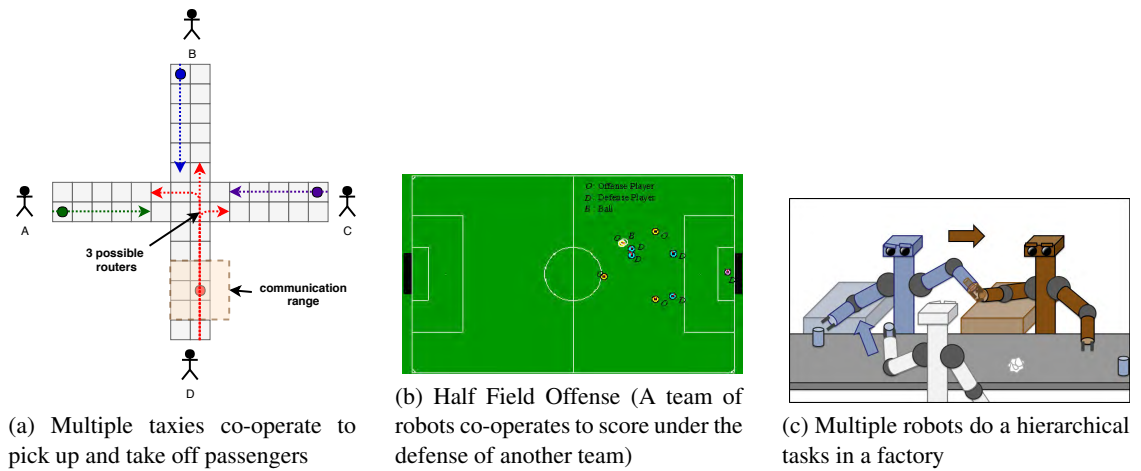 B
A
C
3 possible
routers
communication
range
D
(a) Multiple taxies co-operate to
pick up and take off passengers
O: Offense Player
D: Defense Player
B: Ball
O
B
D
D
O
D
D
O
D
(b) Half Field Offense (A team of
robots co-operates to score under the
defense of another team)
(c) Multiple robots do a hierarchical
tasks in a factory